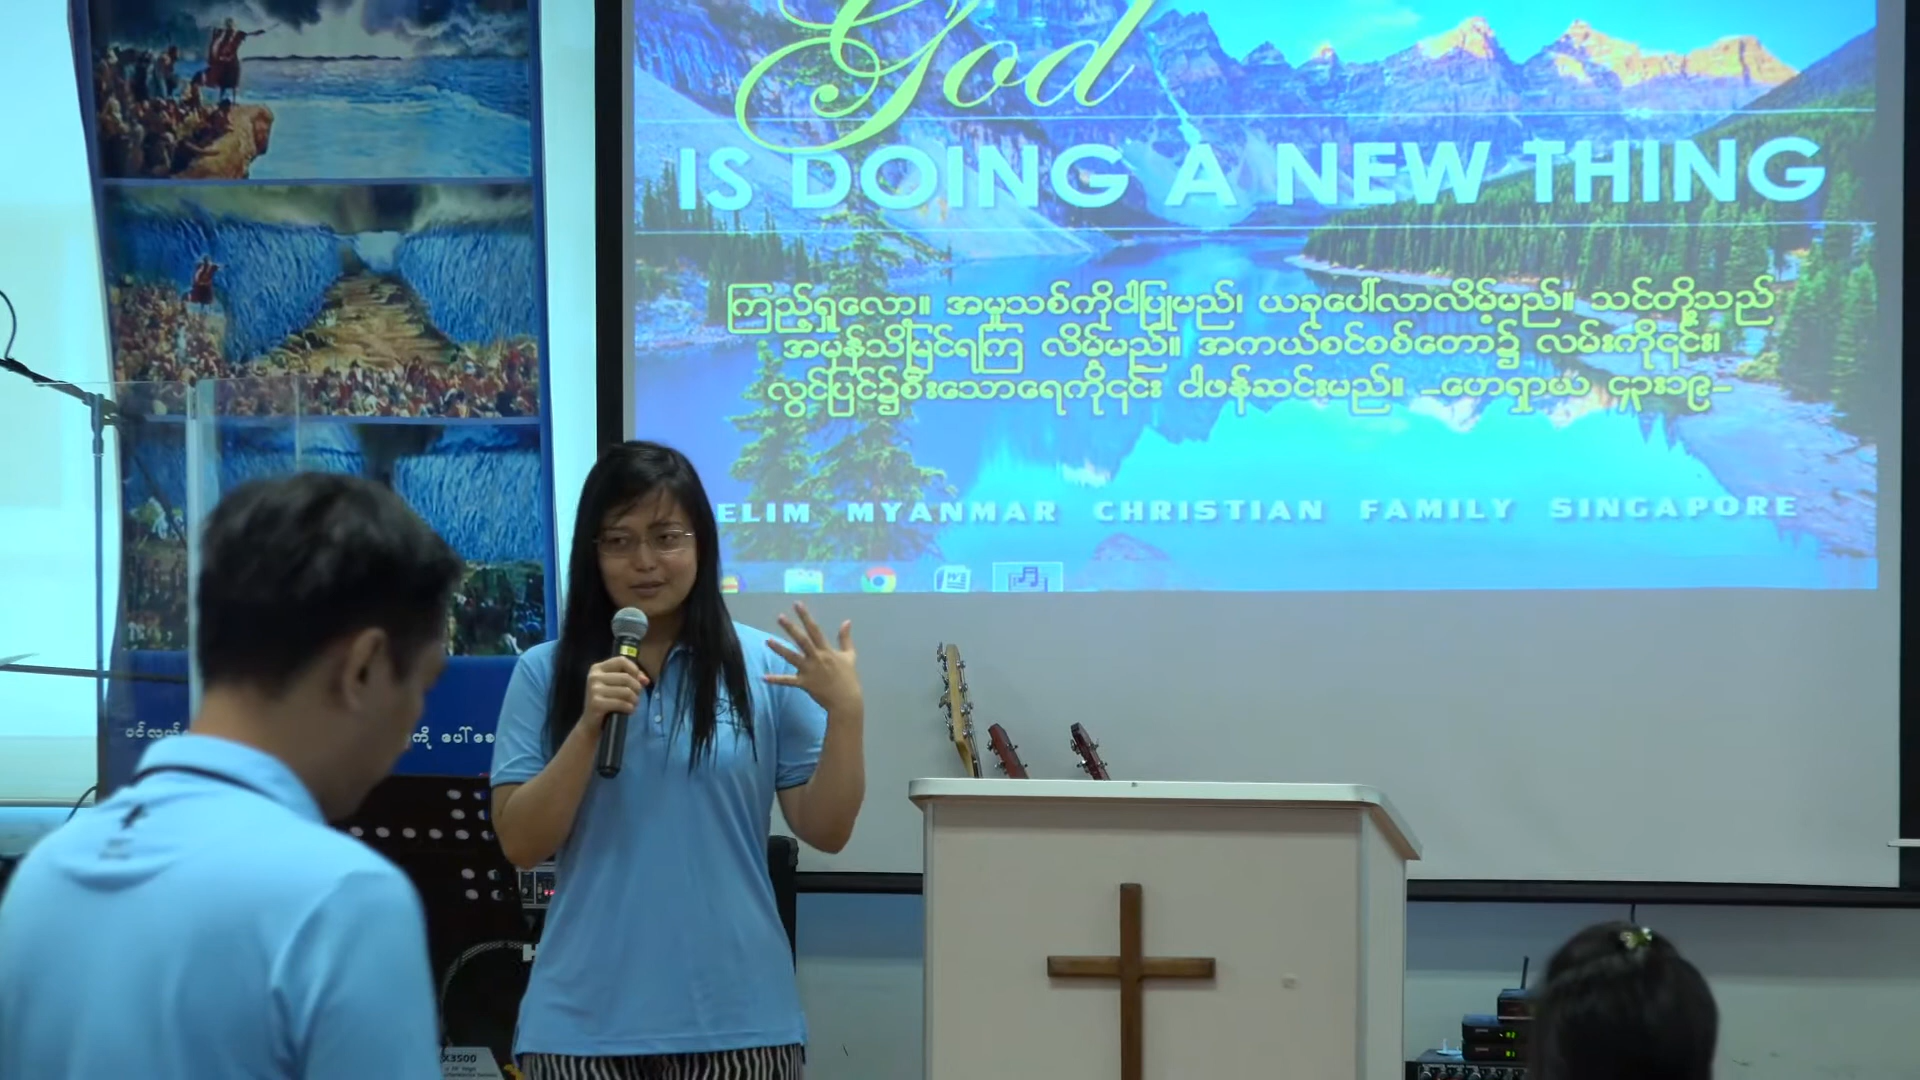 God
IS DOING A NEW THING
ကြည့်ရှုလော့။ အမှုသစ်ကိုငါပြုမည်၊ ယခုပေါ်လာလိမ့်မည်။ သင်တို့သည်
အမှန်သိမြင်ရကြ လိမ့်မည်။ အကယ်စင်စစ်တော၌ လမ်းကို၎င်း၊
လွင်ပြင်၌စီးသောရေကို၎င်း ငါဖန်ဆင်းမည်။ –ဟေရှာယ ၄၃း၁၉–
ELIM MYANMAR CHRISTIAN FAMILY SINGAPORE
ကို ပေါ်စေ
X3500